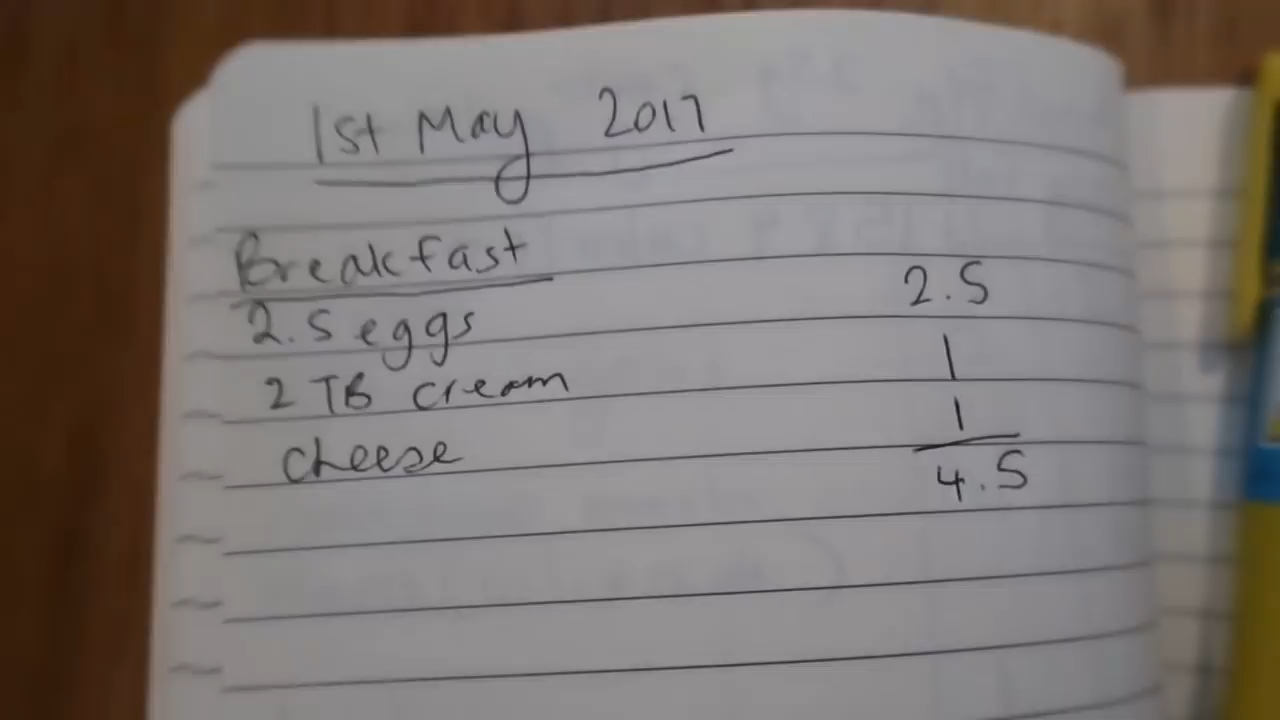 1st May 2017
Breakfast
2.5 eggs 2.5
2 TB cream 1
cheese 1
4.5